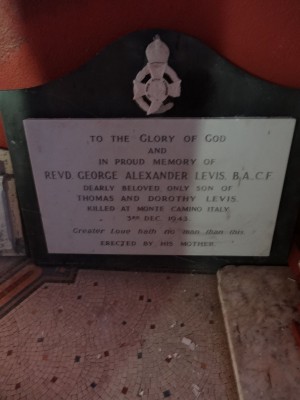 TO THE GLORY OF GOD
AND
IN PROUD MEMORY OF
REVD GEORGE ALEXANDER LEVIS, B.A., C.F
DEARLY BELOVED, ONLY SON OF
THOMAS AND DOROTHY LEVIS.
KILLED AT MONTE CAMINO ITALY
3RD DEC. 1943.
Greater Love hath no man than this
ERECTED BY HIS MOTHER